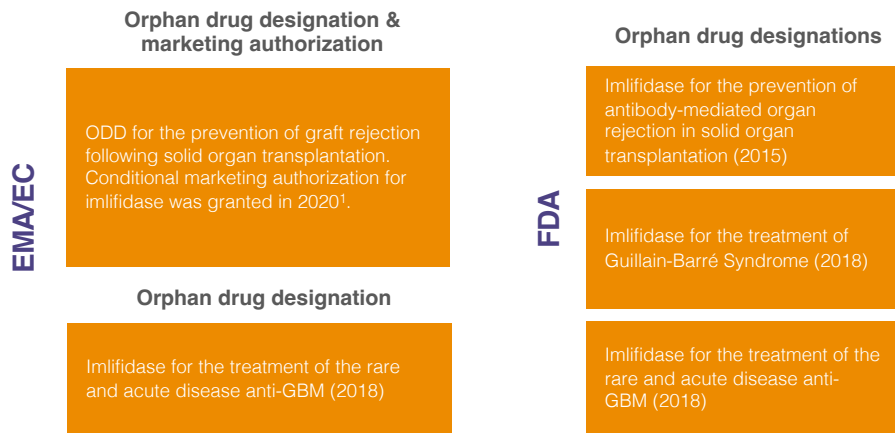 Orphan drug designation &
marketing authorization
EMA/EC
ODD for the prevention of graft rejection
following solid organ transplantation.
Conditional marketing authorization for
imlifidase was granted in 2020¹.
Orphan drug designation
Imlifidase for the treatment of the rare
and acute disease anti-GBM (2018)
Orphan drug designations
FDA
Imlifidase for the prevention of
antibody-mediated organ
rejection in solid organ
transplantation (2015)
Imlifidase for the treatment of
Guillain-Barré Syndrome (2018)
Imlifidase for the treatment of the
rare and acute disease anti-
GBM (2018)